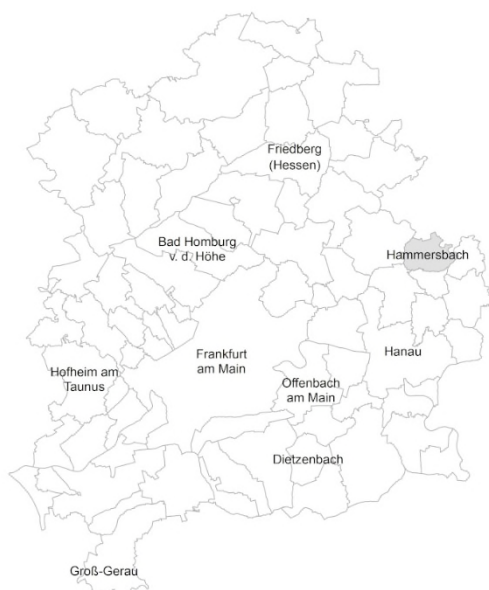 Friedberg
(Hessen)
Bad Homburg
v. d. Höhe
Hammersbach
Frankfurt
am Main
Hanau
Hofheim am
Taunus
Offenbach
am Main
Dietzenbach
Groß-Gerau